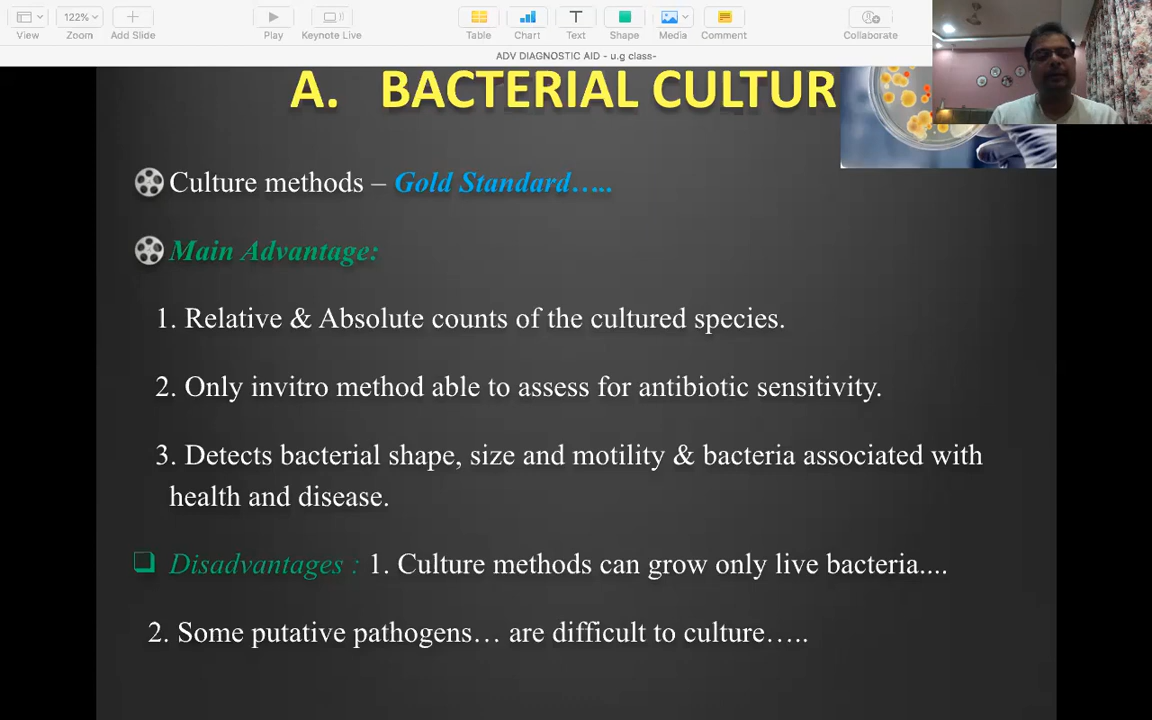 122%
View
Zoom
Add Slide
Play
Keynote Live
Table
Chart
Text
Shape
Media
Comment
Collaborate
ADV DIAGNOSTIC AID - u.g class-
A. BACTERIAL CULTUR
Culture methods – Gold Standard…..
Main Advantage:
1. Relative & Absolute counts of the cultured species.
2. Only invitro method able to assess for antibiotic sensitivity.
3. Detects bacterial shape, size and motility & bacteria associated with
health and disease.
Disadvantages : 1. Culture methods can grow only live bacteria....
2. Some putative pathogens… are difficult to culture…..